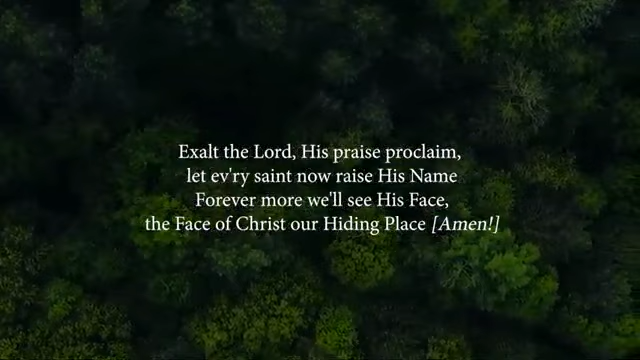 Exalt the Lord, His praise proclaim,
let ev'ry saint now raise His Name
Forever more we'll see His Face,
the Face of Christ our Hiding Place [Amen!]